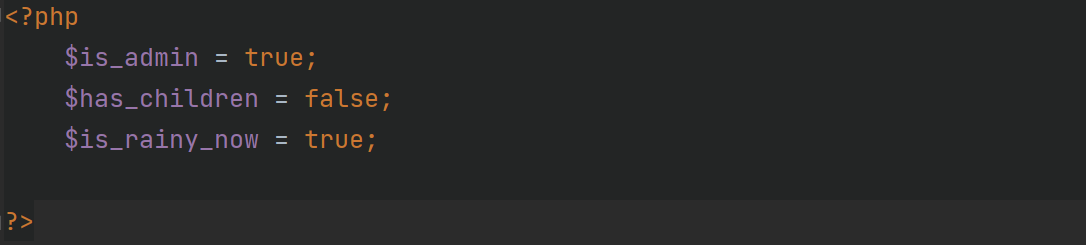 <?php
    $is_admin = true;
    $has_children = false;
    $is_rainy_now = true;
?>